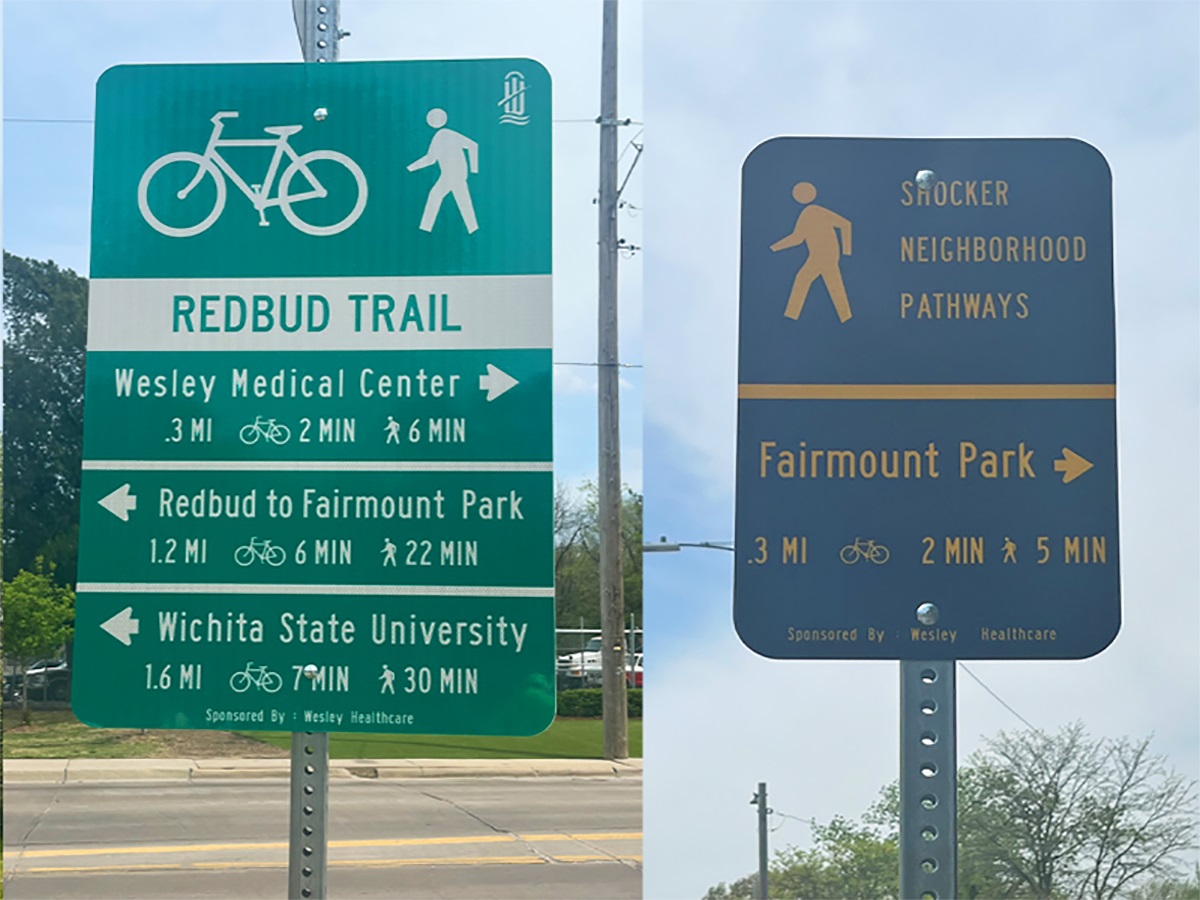 REDBUD TRAIL
Wesley Medical Center
.3 MI 2 MIN 6 MIN
Redbud to Fairmount Park
1.2 MI 6 MIN 22 MIN
Wichita State University
1.6 MI 7 MIN 30 MIN
Sponsored By : Wesley Healthcare
SHOCKER
NEIGHBORHOOD
PATHWAYS
Fairmount Park
.3 MI 2 MIN 5 MIN
Sponsored By : Wesley Healthcare